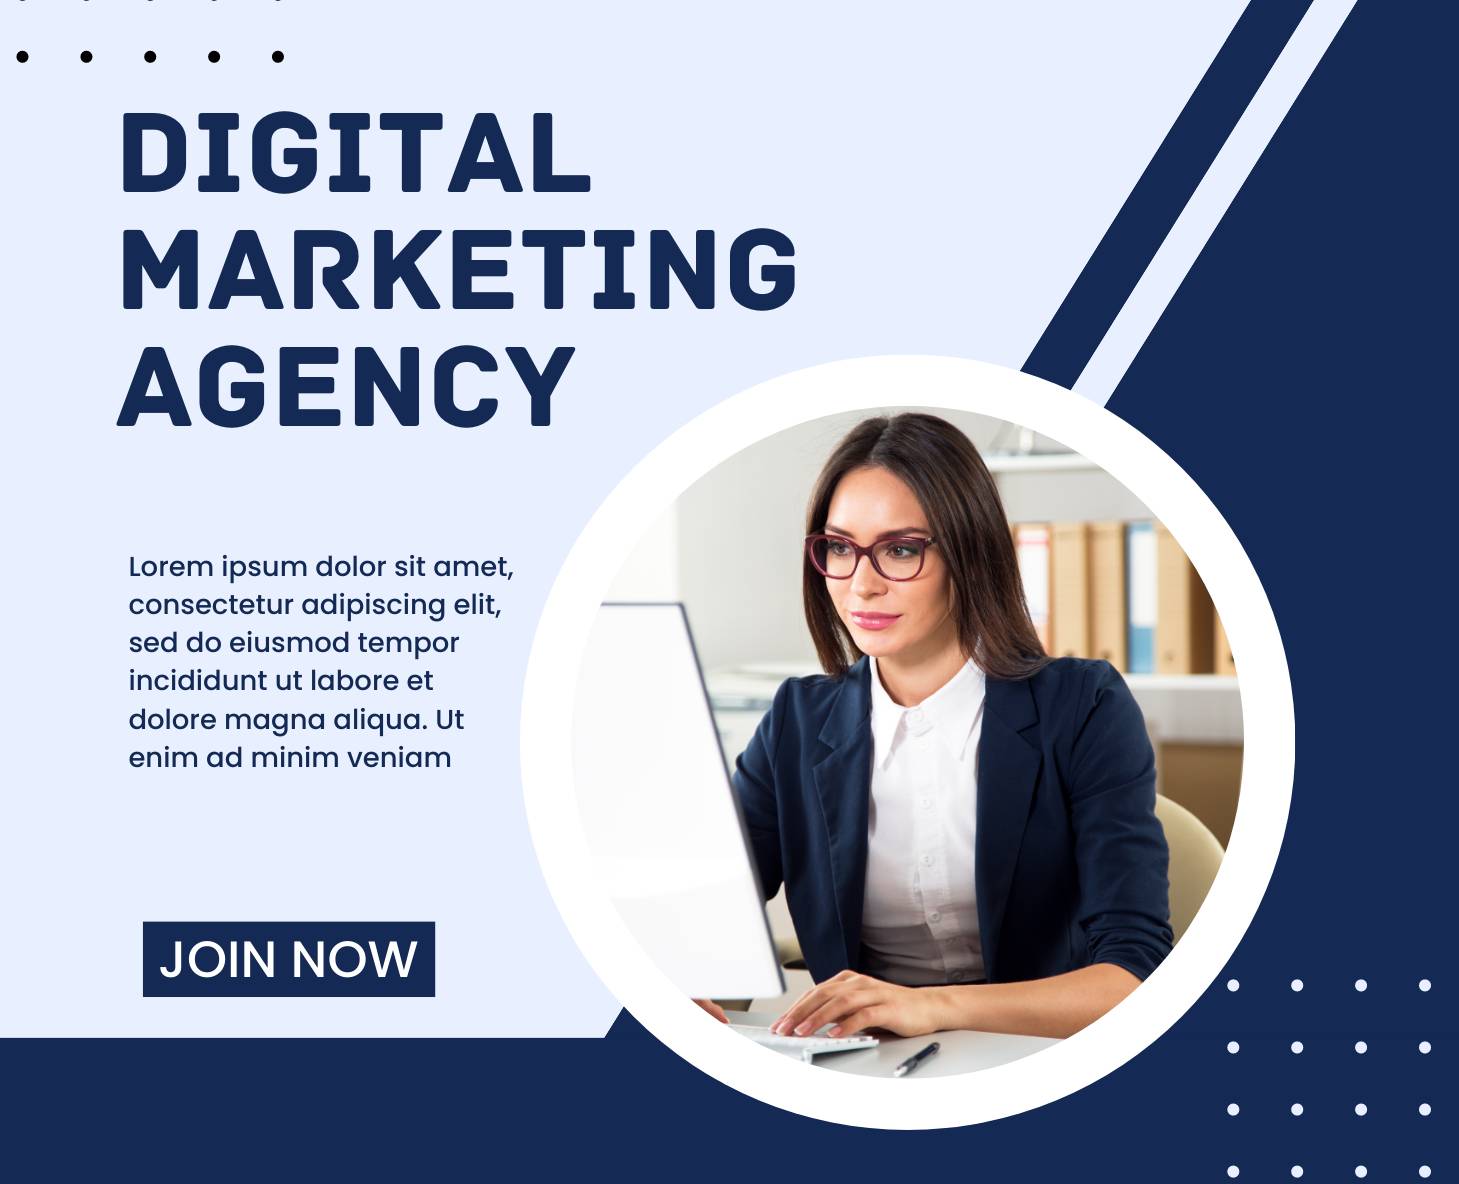 DIGITAL
MARKETING
AGENCY
Lorem ipsum dolor sit amet,
consectetur adipiscing elit,
sed do eiusmod tempor
incididunt ut labore et
dolore magna aliqua. Ut
enim ad minim veniam
JOIN NOW